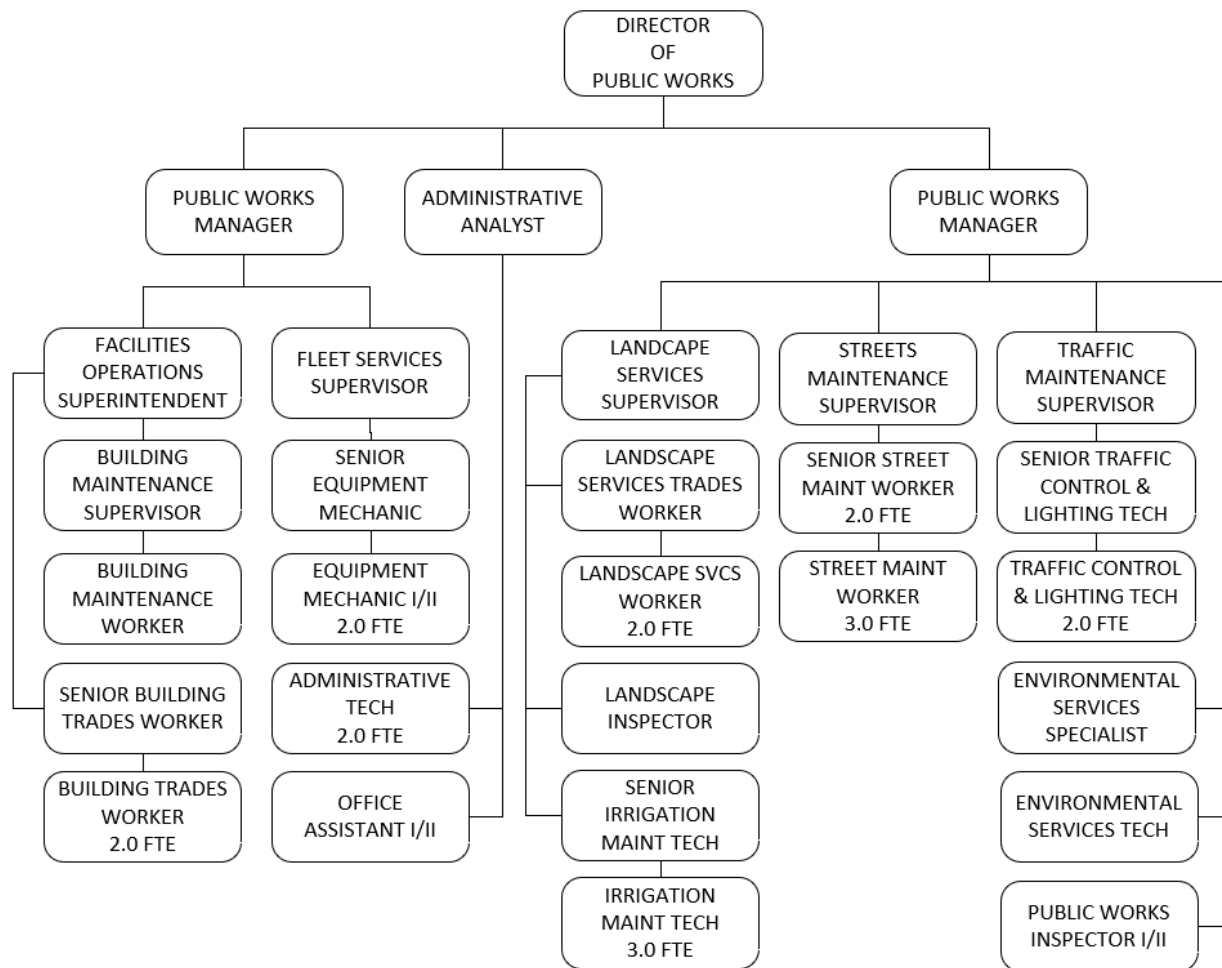 DIRECTOR
OF
PUBLIC WORKS
PUBLIC WORKS
MANAGER
ADMINISTRATIVE
ANALYST
PUBLIC WORKS
MANAGER
FACILITIES
OPERATIONS
SUPERINTENDENT
FLEET SERVICES
SUPERVISOR
LANDCAPE
SERVICES
SUPERVISOR
STREETS
MAINTENANCE
SUPERVISOR
TRAFFIC
MAINTENANCE
SUPERVISOR
BUILDING
MAINTENANCE
SUPERVISOR
SENIOR
EQUIPMENT
MECHANIC
LANDSCAPE
SERVICES TRADES
WORKER
SENIOR STREET
MAINT WORKER
2.0 FTE
SENIOR TRAFFIC
CONTROL &
LIGHTING TECH
BUILDING
MAINTENANCE
WORKER
EQUIPMENT
MECHANIC I/II
2.0 FTE
LANDSCAPE SVCS
WORKER
2.0 FTE
STREET MAINT
WORKER
3.0 FTE
TRAFFIC CONTROL
& LIGHTING TECH
2.0 FTE
SENIOR BUILDING
TRADES WORKER
ADMINISTRATIVE
TECH
2.0 FTE
LANDSCAPE
INSPECTOR
ENVIRONMENTAL
SERVICES
SPECIALIST
BUILDING TRADES
WORKER
2.0 FTE
OFFICE
ASSISTANT I/II
SENIOR
IRRIGATION
MAINT TECH
ENVIRONMENTAL
SERVICES TECH
IRRIGATION
MAINT TECH
3.0 FTE
PUBLIC WORKS
INSPECTOR I/II